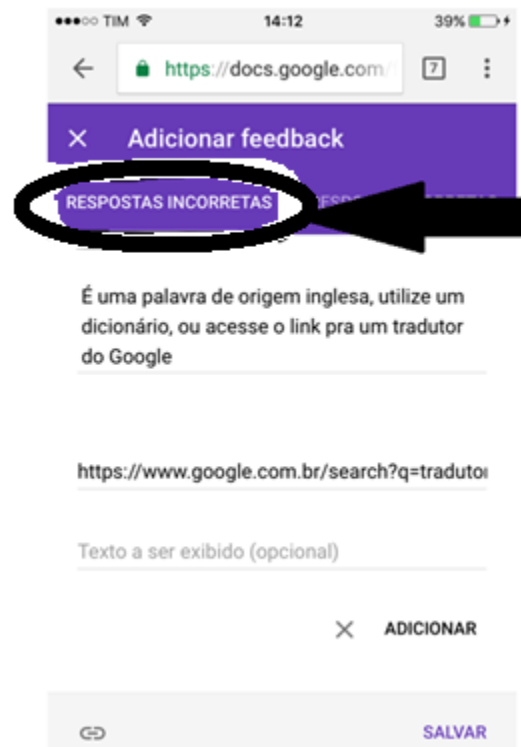 TIM 14:12 39%
https://docs.google.com/ 7
Adicionar feedback
RESPOSTAS INCORRETAS
É uma palavra de origem inglesa, utilize um
dicionário, ou acesse o link pra um tradutor
do Google
https://www.google.com.br/search?q=tradutor
Texto a ser exibido (opcional)
ADICIONAR
SALVAR